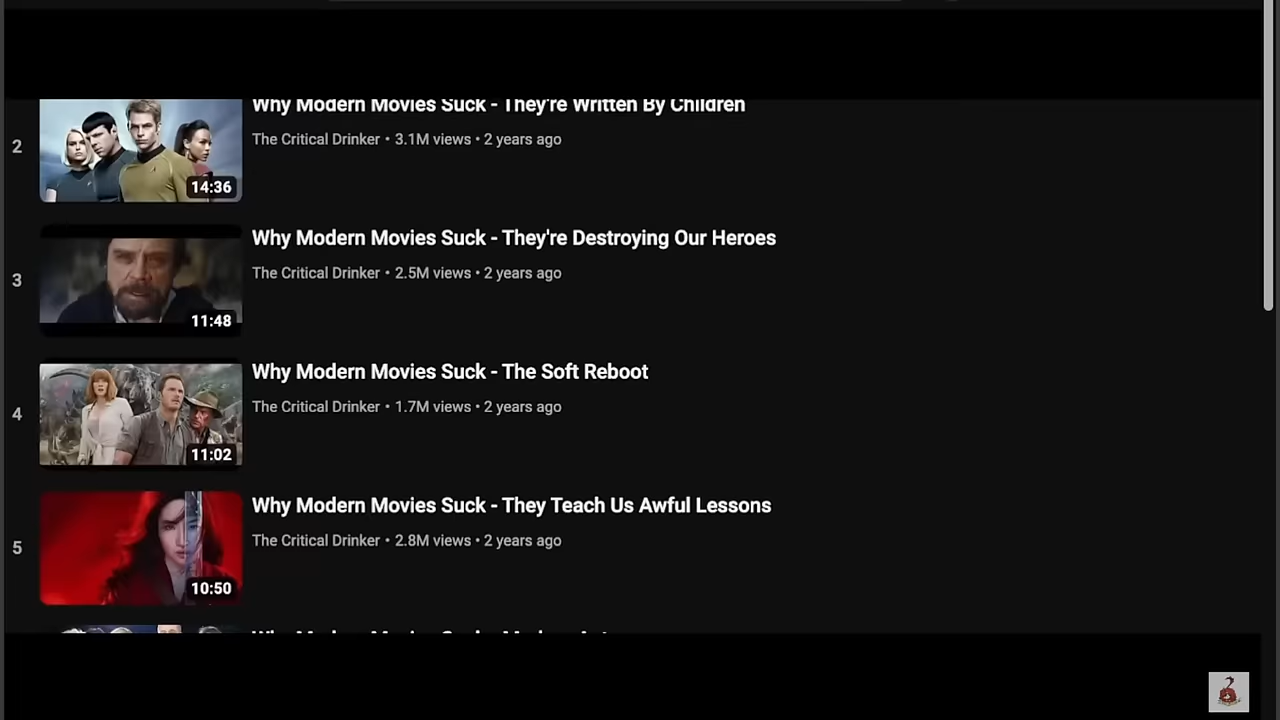 Why Modern Movies Suck - They're Written By Children
2
The Critical Drinker • 3.1M views • 2 years ago
14:36
Why Modern Movies Suck - They're Destroying Our Heroes
3
The Critical Drinker • 2.5M views • 2 years ago
11:48
Why Modern Movies Suck - The Soft Reboot
4
The Critical Drinker • 1.7M views • 2 years ago
11:02
Why Modern Movies Suck - They Teach Us Awful Lessons
5
The Critical Drinker • 2.8M views • 2 years ago
10:50
Why Modern Movies Suck -